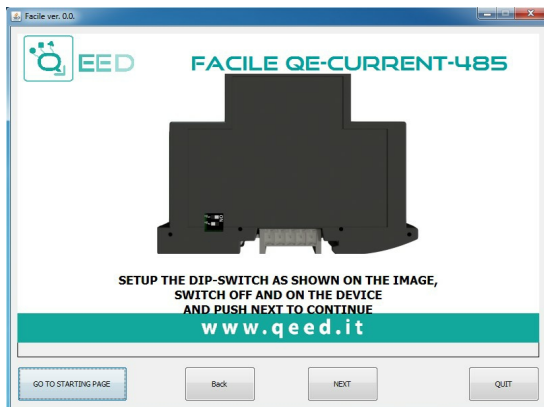 Facile ver. 0.0.
QEED
FACILE QE-CURRENT-485
SETUP THE DIP-SWITCH AS SHOWN ON THE IMAGE,
SWITCH OFF AND ON THE DEVICE
AND PUSH NEXT TO CONTINUE
www.qeed.it
GO TO STARTING PAGE
Back
NEXT
QUIT